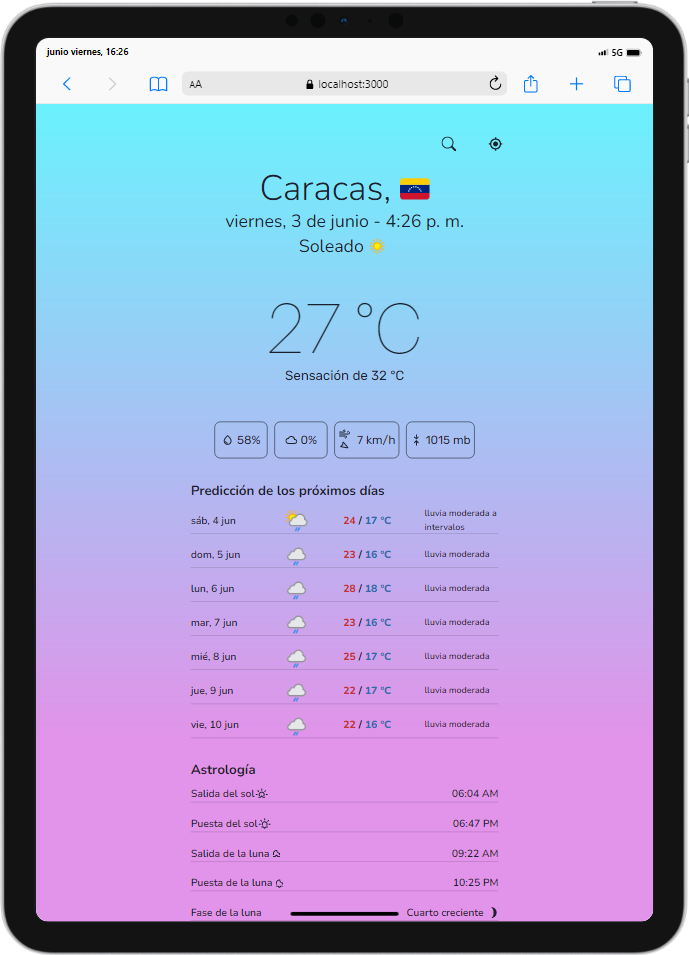 junio viernes, 16:26
5G
AA
localhost:3000
Caracas,
viernes, 3 de junio - 4:26 p. m.
Soleado
27 °C
Sensación de 32 °C
58%
0%
7 km/h
1015 mb
Predicción de los próximos días
sáb, 4 jun 24 / 17 °C lluvia moderada a
intervalos
dom, 5 jun 23 / 16 °C lluvia moderada
lun, 6 jun 28 / 18 °C lluvia moderada
mar, 7 jun 23 / 16 °C lluvia moderada
mié, 8 jun 25 / 17 °C lluvia moderada
jue, 9 jun 22 / 17 °C lluvia moderada
vie, 10 jun 22 / 16 °C lluvia moderada
Astrología
Salida del sol 06:04 AM
Puesta del sol 06:47 PM
Salida de la luna 09:22 AM
Puesta de la luna 10:25 PM
Fase de la luna Cuarto creciente